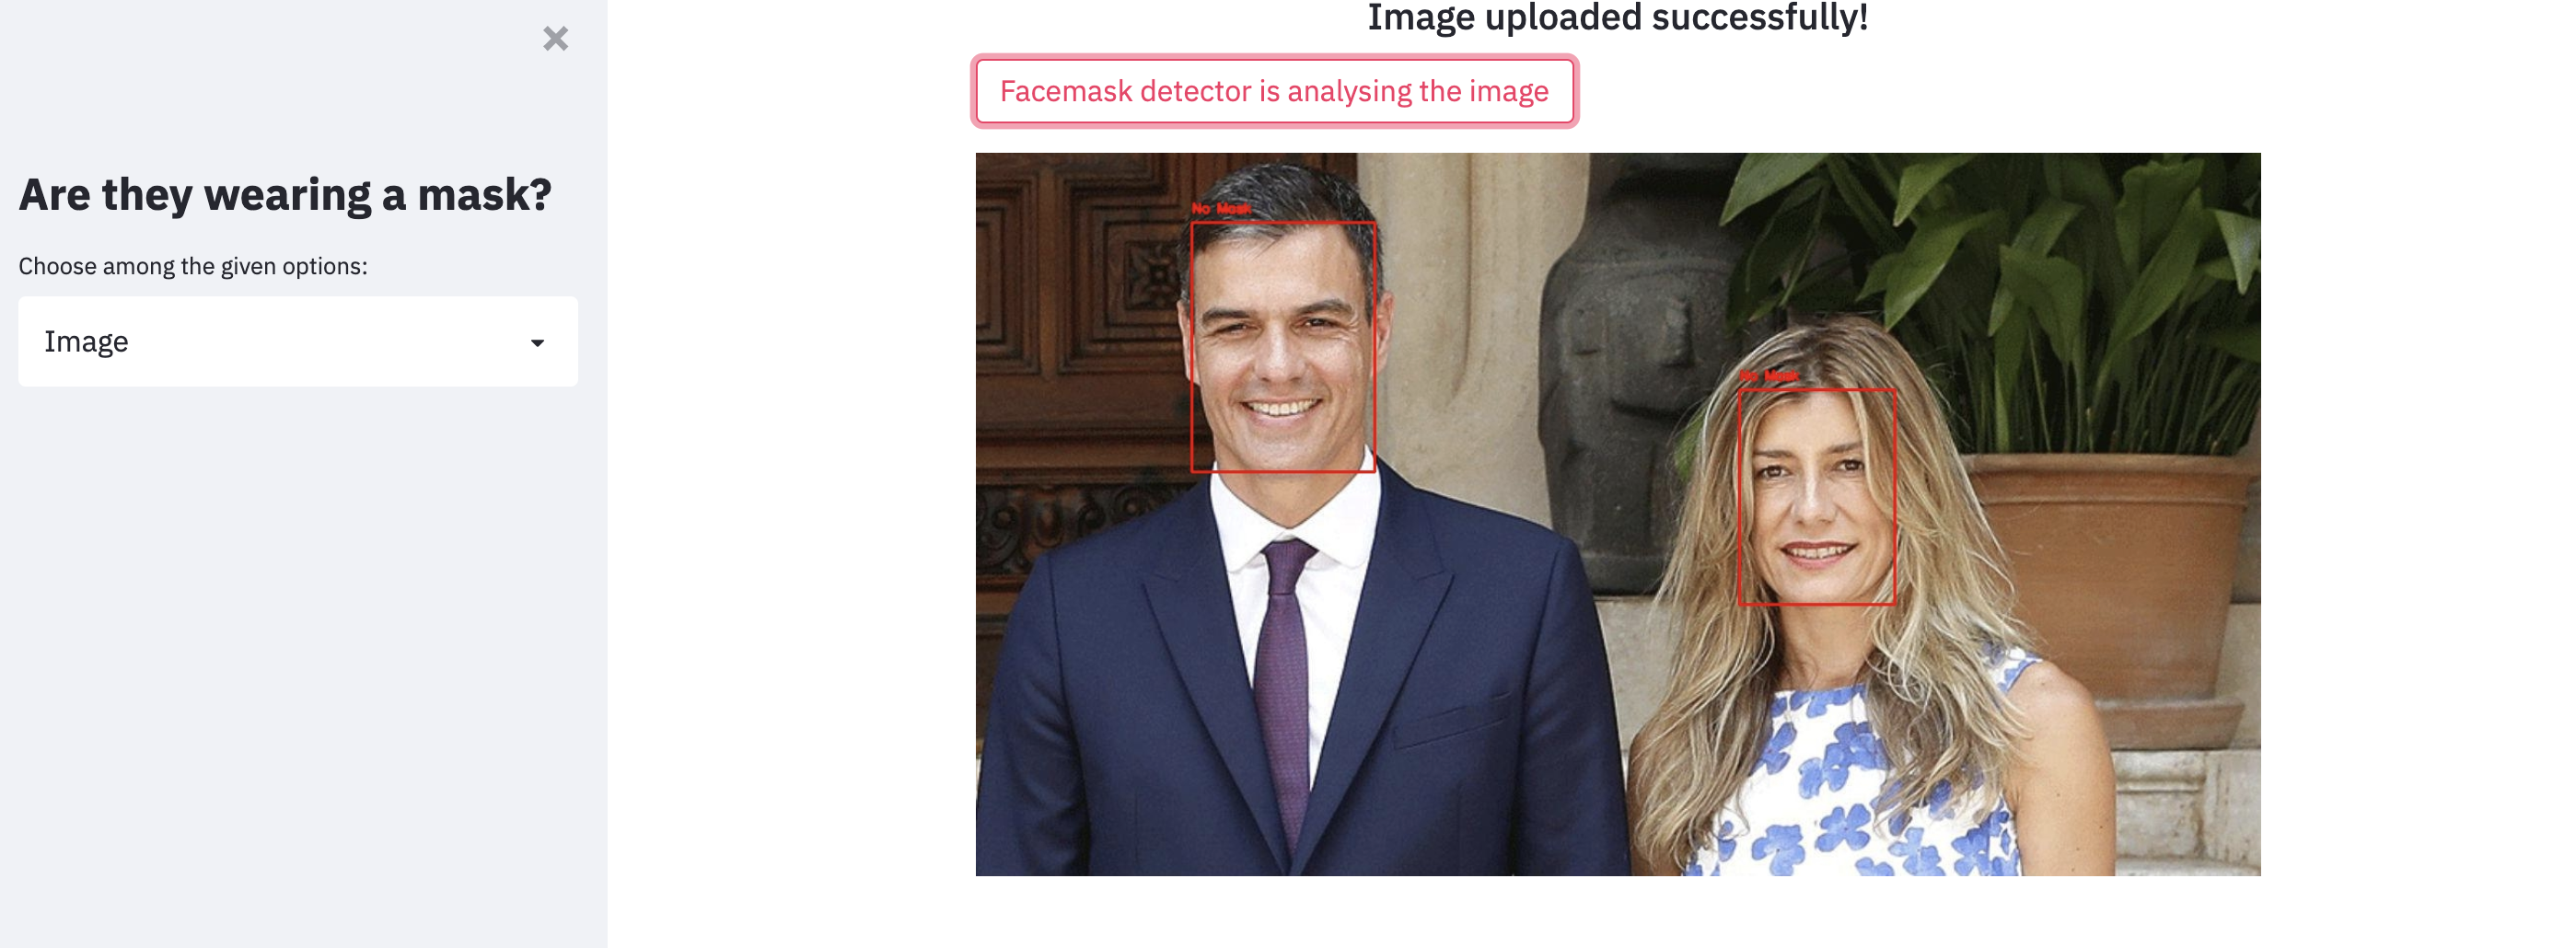 Image uploaded successfully!
Facemask detector is analysing the image
Are they wearing a mask?
Choose among the given options:
Image
No Mask
No Mask